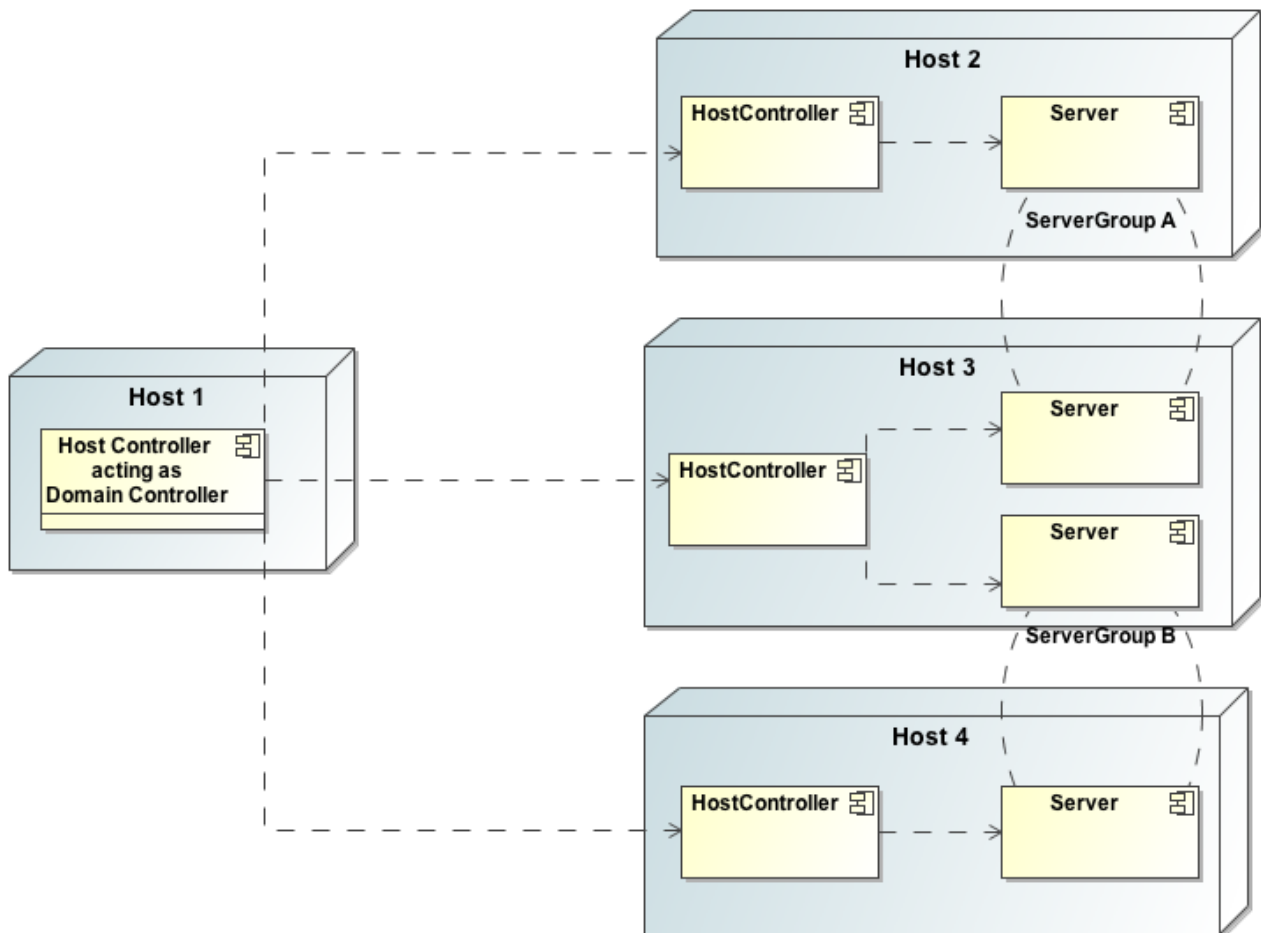 Host 2
HostController
Server
ServerGroup A
Host 1
Host Controller
acting as
Domain Controller
Host 3
HostController
Server
Server
ServerGroup B
Host 4
HostController
Server